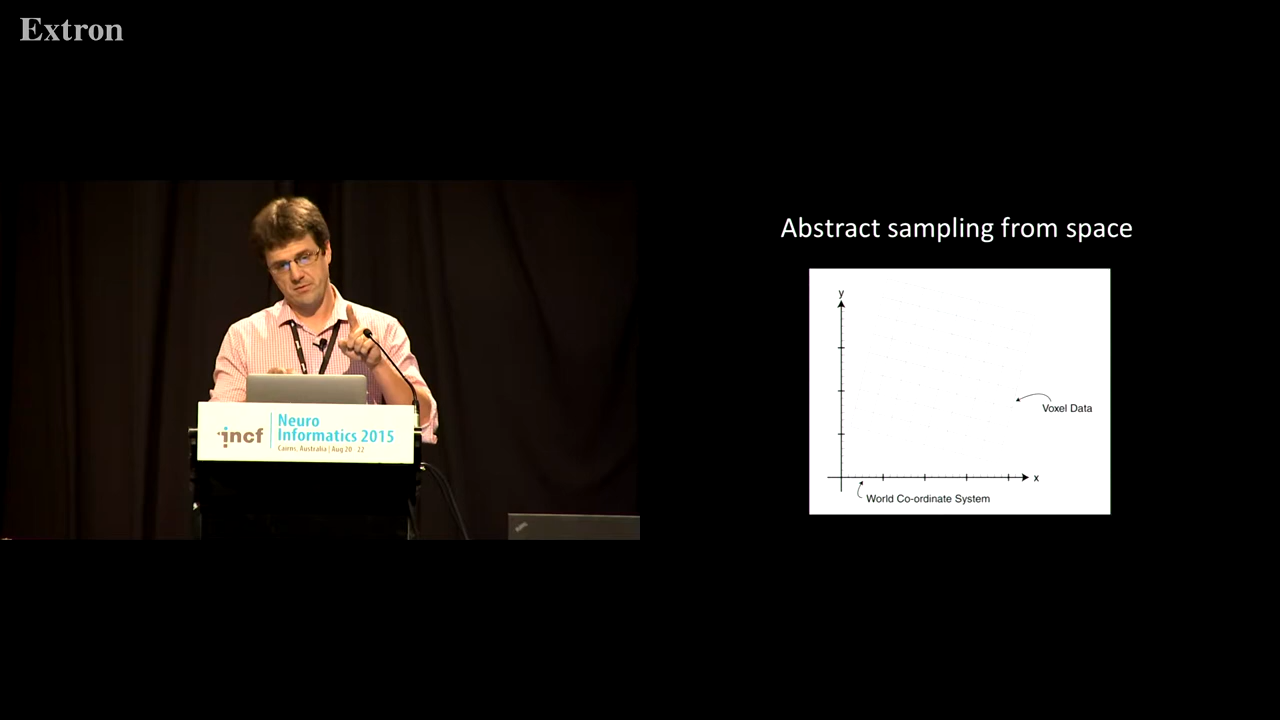 Extron
incf
Neuro
Informatics 2015
Cairns, Australia | Aug 20 22
Abstract sampling from space
y
Voxel Data
x
World Co-ordinate System